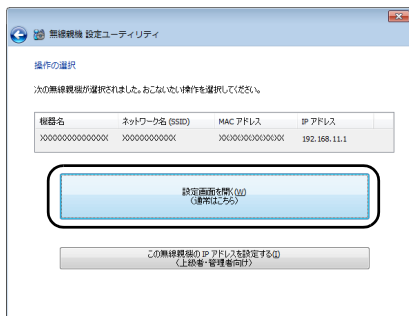 無線親機 設定ユーティリティ
操作の選択
次の無線親機が選択されました。おこないたい操作を選択してください。
機器名 ネットワーク名 (SSID) MAC アドレス IP アドレス
XXXXXXXXXXXXXX XXXXXXXXXXX XXXXXXXXXXXX 192.168.11.1
設定画面を開く(W)
(通常はこちら)
この無線親機の IP アドレスを設定する(I)
(上級者・管理者向け)